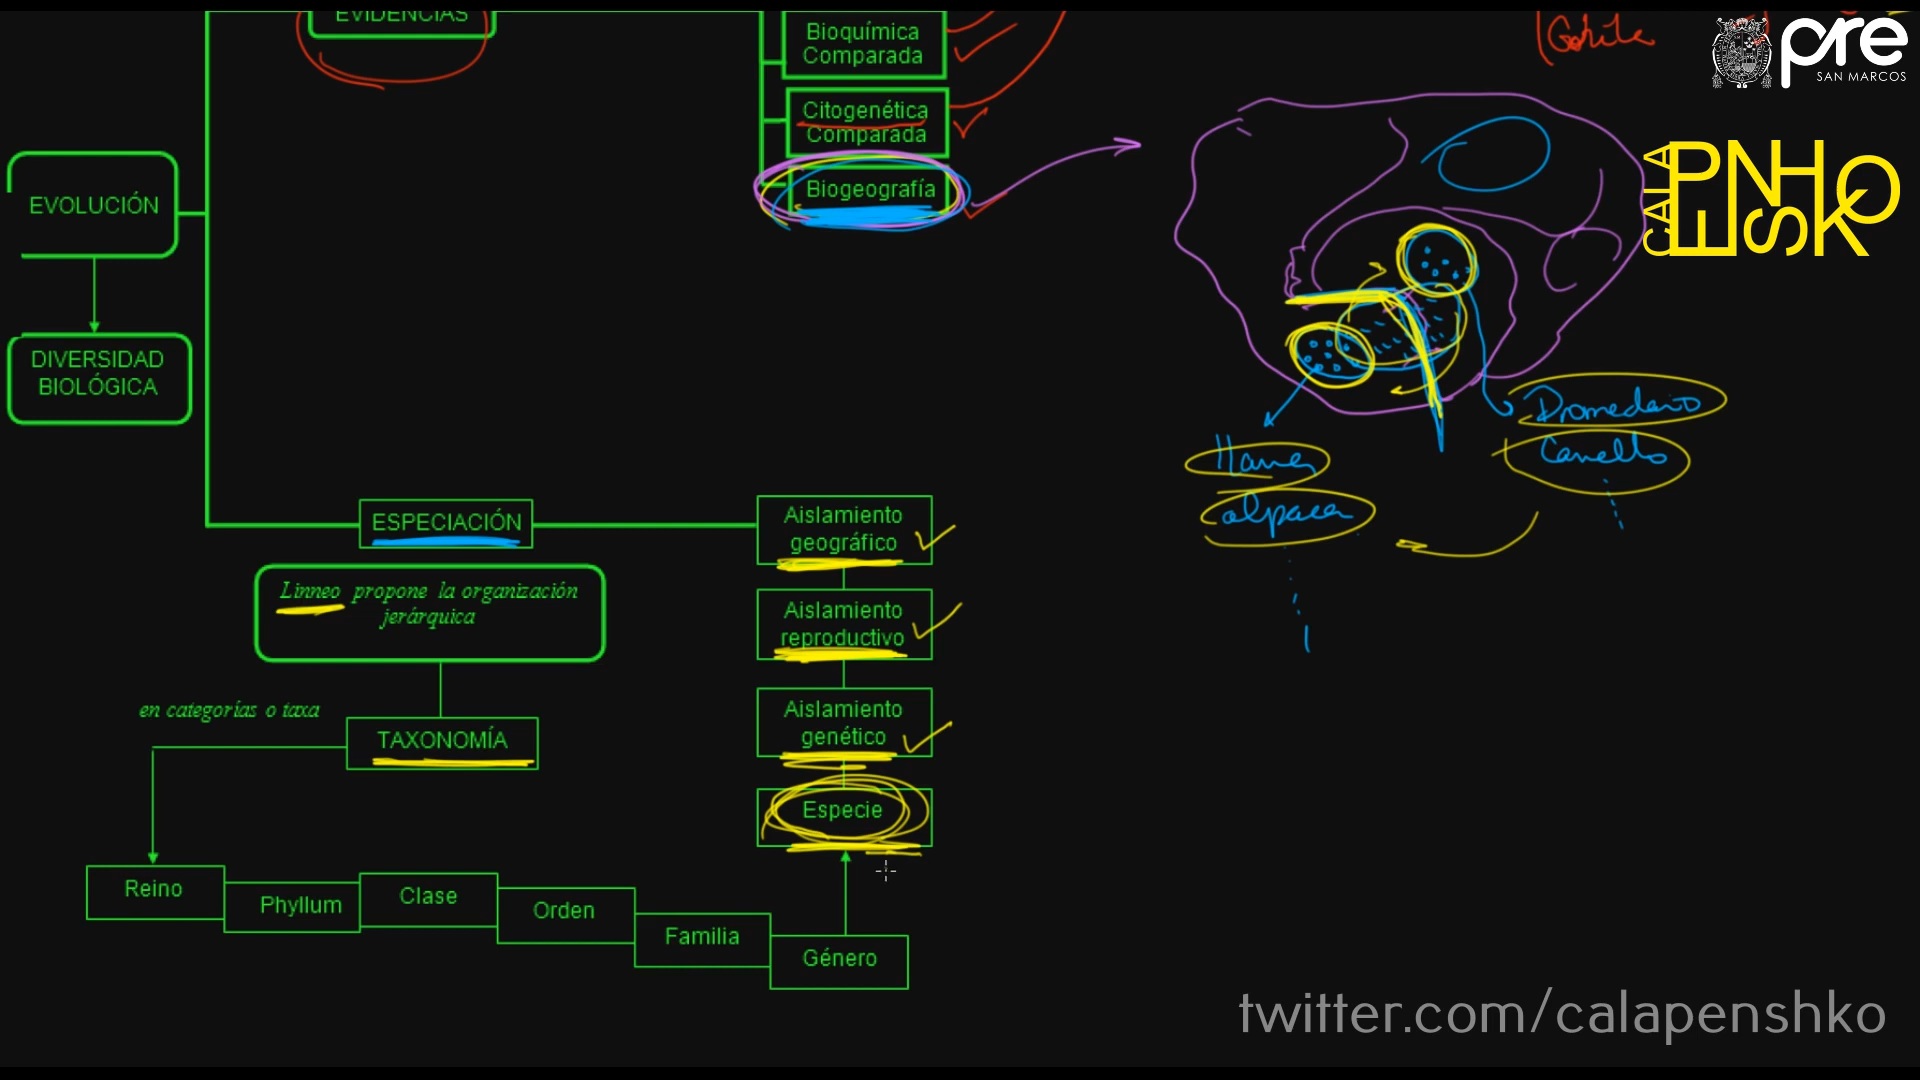 EVIDENCIAS
Bioquímica
Comparada
Citogenética
Comparada
Biogeografía
EVOLUCIÓN
DIVERSIDAD
BIOLÓGICA
ESPECIACIÓN
Linneo propone la organización
jerárquica
en categorías o taxa
TAXONOMÍA
Aislamiento
geográfico
Aislamiento
reproductivo
Aislamiento
genético
Especie
Reino
Phyllum
Clase
Orden
Familia
Género
pre
SAN MARCOS
CALA
PENSHKO
Dromedario
Camello
Llama
alpaca
twitter.com/calapenshko